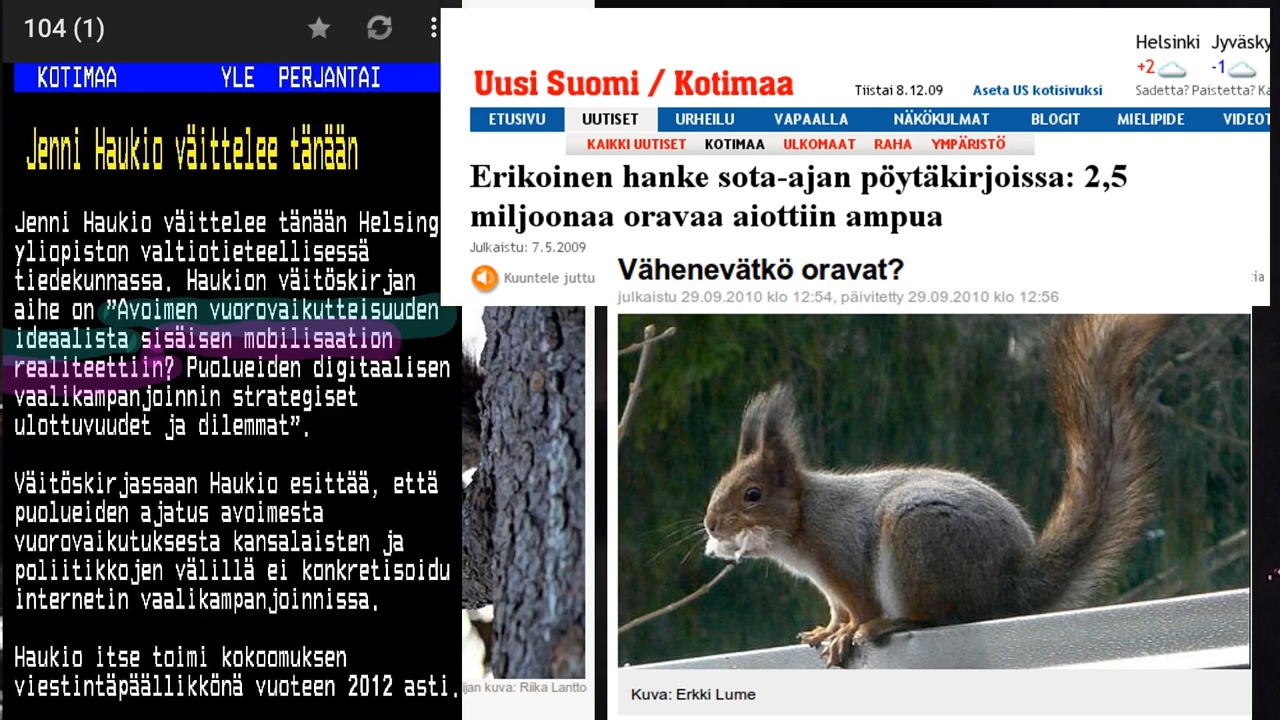 104 (1)
KOTIMAA YLE PERJANTAI
Jenni Haukio väittelee tänään
Jenni Haukio väittelee tänään Helsing
yliopiston valtiotieteellisessä
tiedekunnassa. Haukion väitöskirjan
aihe on ”Avoimen vuorovaikutteisuuden
ideaalista sisäisen mobilisaation
realiteettiin? Puolueiden digitaalisen
vaalikampanjoinnin strategiset
ulottuvuudet ja dilemmat”.
Väitöskirjassaan Haukio esittää, että
puolueiden ajatus avoimesta
vuorovaikutuksesta kansalaisten ja
poliitikkojen välillä ei konkretisoidu
internetin vaalikampanjoinnissa.
Haukio itse toimi kokoomuksen
viestintäpäällikkönä vuoteen 2012 asti.
Uusi Suomi / Kotimaa
Tiistai 8.12.09 Aseta US kotisivuksi
Helsinki Jyväsky
+2 -1
Sadetta? Paistetta? Ka
ETUSIVU UUTISET URHEILU VAPAALLA NÄKÖKULMAT BLOGIT MIELIPIDE VIDEOT
KAIKKI UUTISET KOTIMAA ULKOMAAT RAHA YMPÄRISTÖ
Erikoinen hanke sota-ajan pöytäkirjoissa: 2,5
miljoonaa oravaa aiottiin ampua
Julkaistu: 7.5.2009
Kuuntele juttu
Vähenevätkö oravat?
julkaistu 29.09.2010 klo 12:54, päivitetty 29.09.2010 klo 12:56
ijan kuva: Riika Lantto
Kuva: Erkki Lume